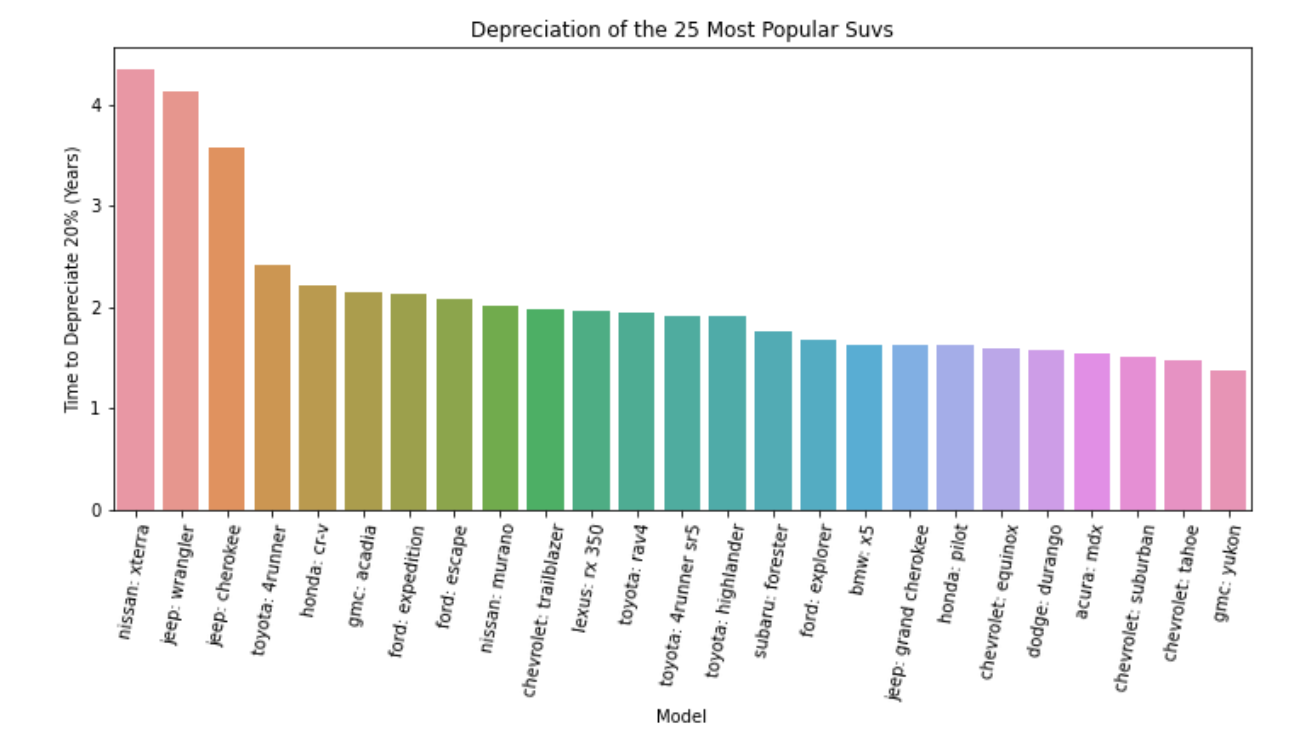 Depreciation of the 25 Most Popular Suvs
Time to Depreciate 20% (Years)
4
3
2
1
0
nissan: xterra
jeep: wrangler
jeep: cherokee
toyota: 4runner
honda: cr-v
gmc: acadia
ford: expedition
ford: escape
nissan: murano
chevrolet: trailblazer
lexus: rx 350
toyota: rav4
toyota: 4runner sr5
toyota: highlander
subaru: forester
ford: explorer
bmw: x5
jeep: grand cherokee
honda: pilot
chevrolet: equinox
dodge: durango
acura: mdx
chevrolet: suburban
chevrolet: tahoe
gmc: yukon
Model